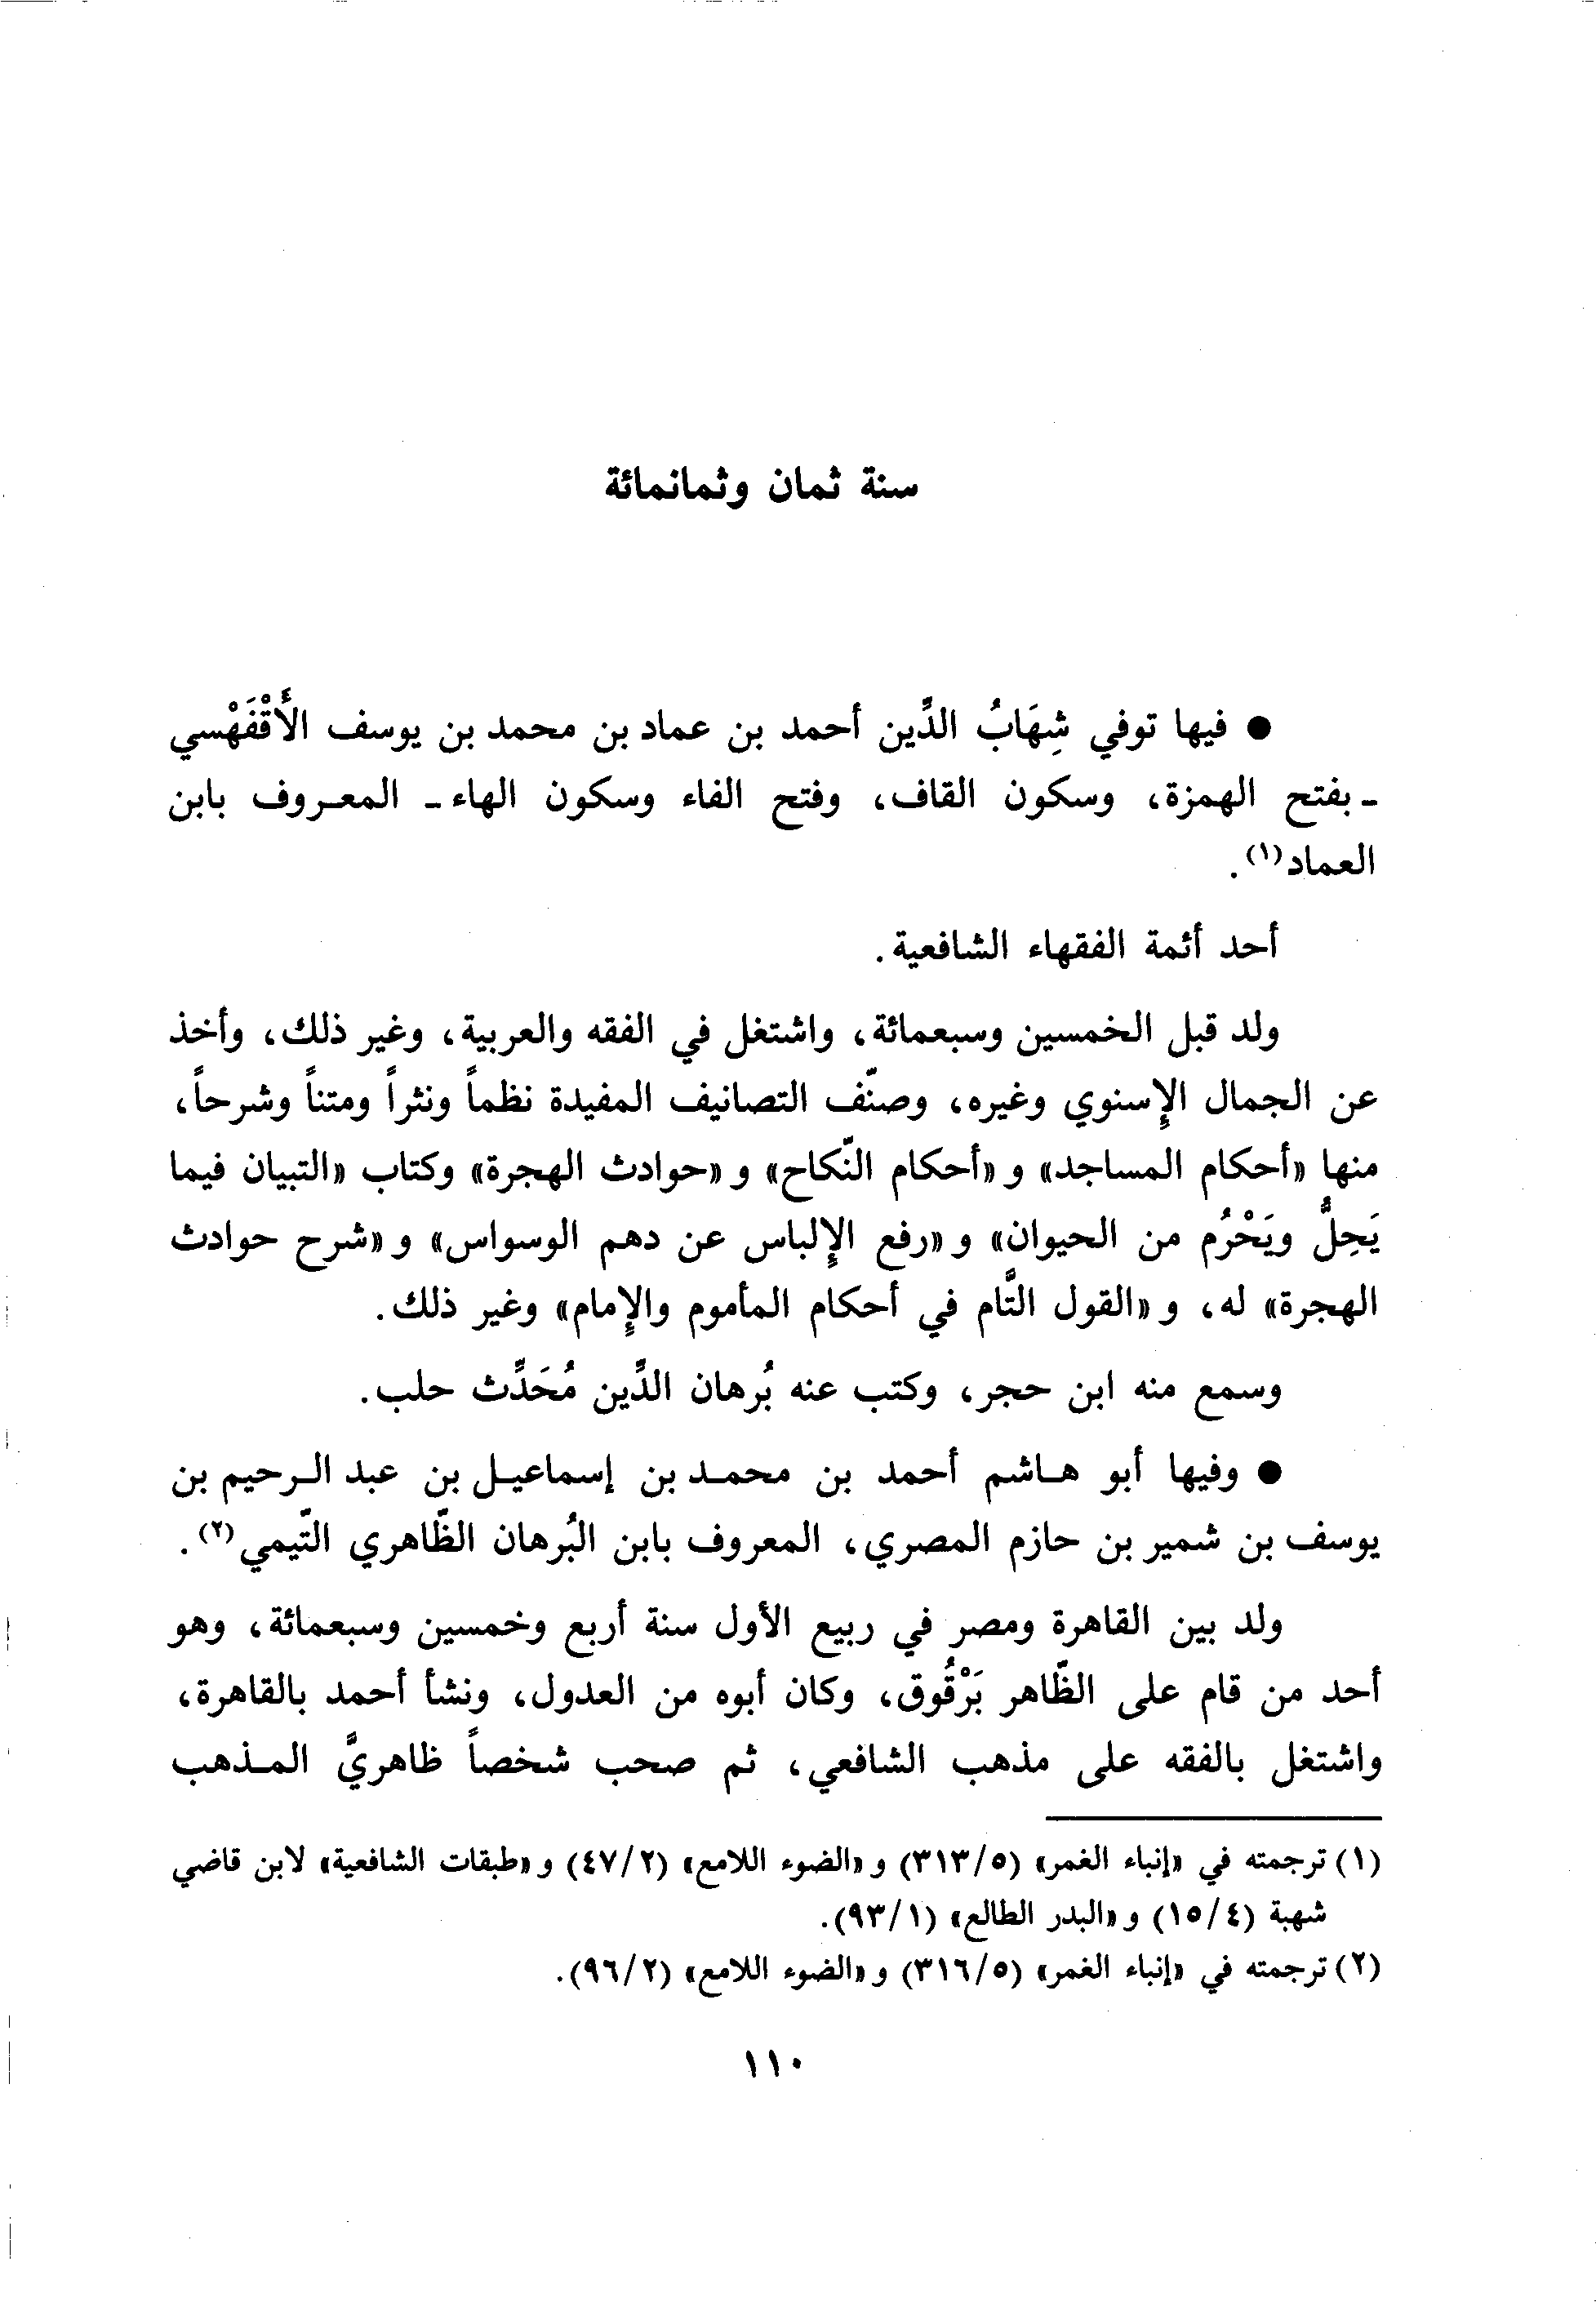 سنة ثمان وثمانمائة
● فيها توفي شِهَابُ الدِّين أحمد بن عماد بن محمد بن يوسف الأَقْفَهْسي
ـ بفتح الهمزة، وسكون القاف، وفتح الفاء وسكون الهاء ـ المعروف بابن
العماد(١).
أحد أئمة الفقهاء الشافعية.
ولد قبل الخمسين وسبعمائة، واشتغل في الفقه والعربية، وغير ذلك، وأخذ
عن الجمال الإِسنوي وغيره، وصنّف التصانيف المفيدة نظماً ونثراً ومتناً وشرحاً،
منها «أحكام المساجد» و «أحكام النّكاح» و «حوادث الهجرة» وكتاب «التبيان فيما
يَحِلُّ ويَحْرُم من الحيوان» و «رفع الإِلباس عن دهم الوسواس» و «شرح حوادث
الهجرة» له، و «القول التَّام في أحكام المأموم والإِمام» وغير ذلك.
وسمع منه ابن حجر، وكتب عنه بُرهان الدِّين مُحَدِّث حلب.
● وفيها أبو هاشم أحمد بن محمد بن إسماعيل بن عبد الرحيم بن
يوسف بن شمير بن حازم المصري، المعروف بابن البُرهان الظَّاهري التّيمي(٢).
ولد بين القاهرة ومصر في ربيع الأول سنة أربع وخمسين وسبعمائة، وهو
أحد من قام على الظَّاهر بَرْقُوق، وكان أبوه من العدول، ونشأ أحمد بالقاهرة،
واشتغل بالفقه على مذهب الشافعي، ثم صحب شخصاً ظاهريَّ المذهب
(١) ترجمته في «إنباء الغمر» (٣١٣/٥) و «الضوء اللامع» (٤٧/٢) و «طبقات الشافعية» لابن قاضي
شهبة (١٥/٤) و «البدر الطالع» (٩٣/١).
(٢) ترجمته في «إنباء الغمر» (٣١٦/٥) و «الضوء اللامع» (٩٦/٢).
١١٠